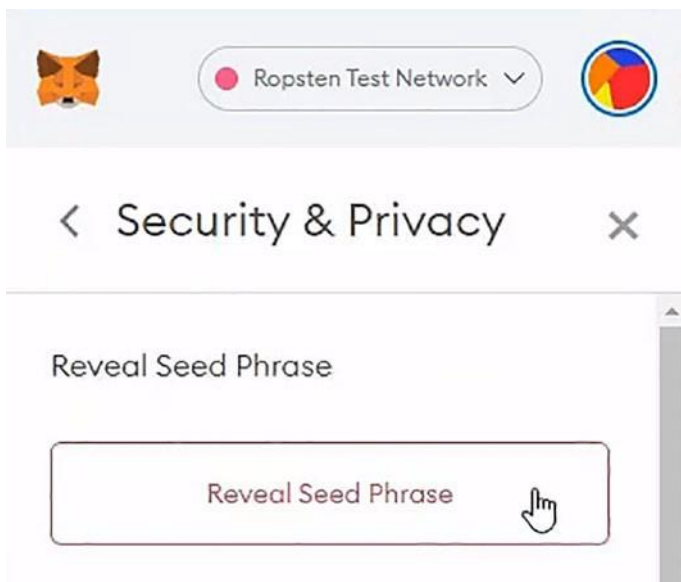 Ropsten Test Network
Security & Privacy
Reveal Seed Phrase
Reveal Seed Phrase